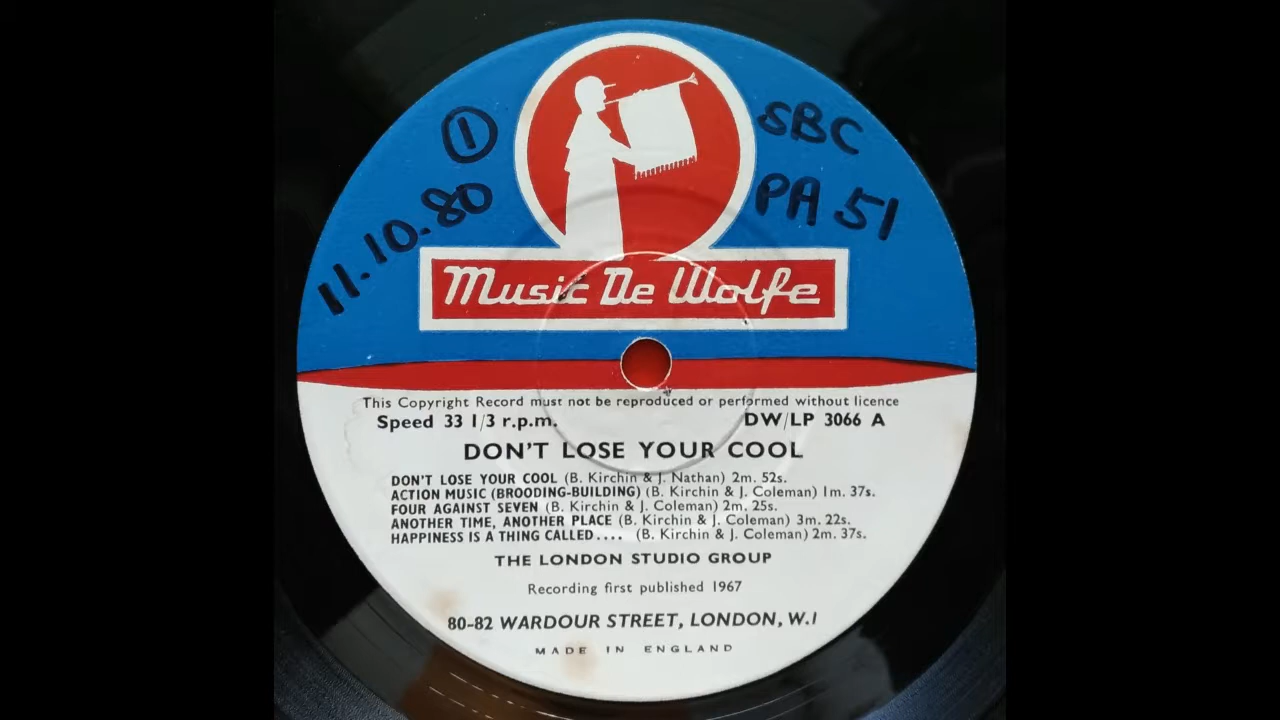 ①
SBC
11.10.80
PA 51
Music De Wolfe
This Copyright Record must not be reproduced or performed without licence
Speed 33 1/3 r.p.m. DW/LP 3066 A
DON'T LOSE YOUR COOL
DON'T LOSE YOUR COOL (B. Kirchin & J. Nathan) 2m. 52s.
ACTION MUSIC (BROODING-BUILDING) (B. Kirchin & J. Coleman) 1m. 37s.
FOUR AGAINST SEVEN (B. Kirchin & J. Coleman) 2m. 25s.
ANOTHER TIME, ANOTHER PLACE (B. Kirchin & J. Coleman) 3m. 22s.
HAPPINESS IS A THING CALLED.... (B. Kirchin & J. Coleman) 2m. 37s.
THE LONDON STUDIO GROUP
Recording first published 1967
80-82 WARDOUR STREET, LONDON, W.1
MADE IN ENGLAND